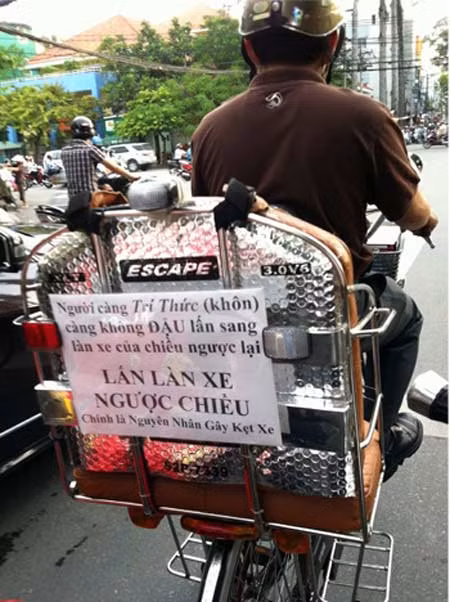 ESCAPE
3.0V6
Người càng Trí Thức (khôn)
càng không ĐẬU lấn sang
làn xe của chiều ngược lại
LẤN LÀN XE
NGƯỢC CHIỀU
Chính là Nguyên Nhân Gây Kẹt Xe